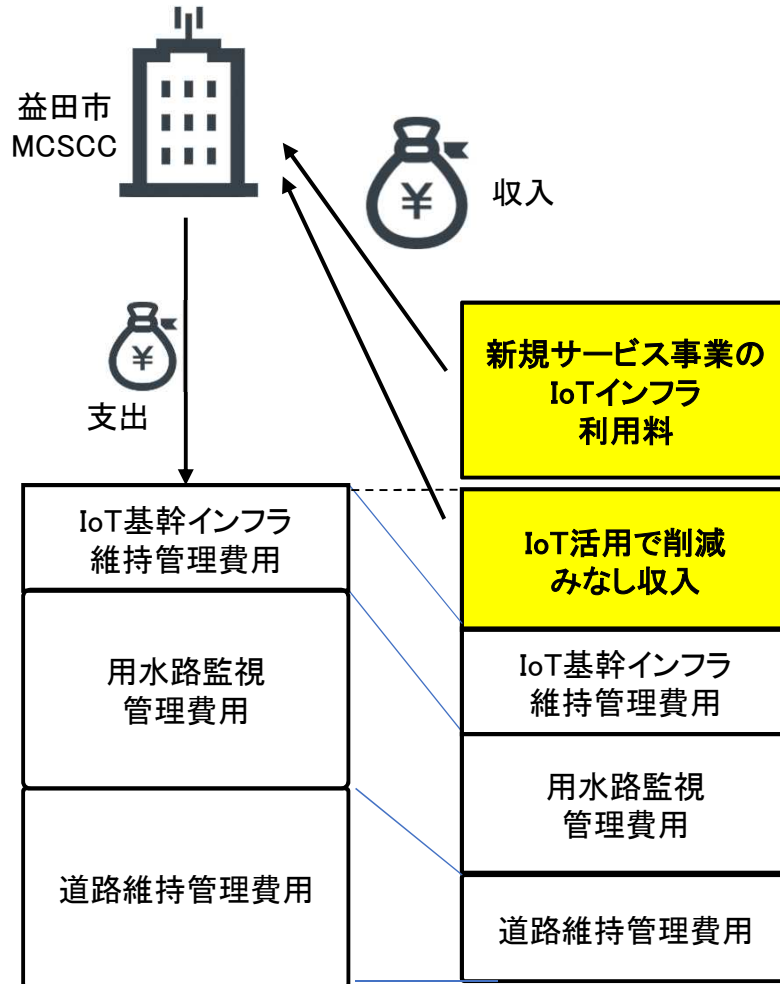 益田市
MCSCC
¥
収入
¥
支出
新規サービス事業の
IoTインフラ
利用料
IoT基幹インフラ
維持管理費用
用水路監視
管理費用
道路維持管理費用
IoT活用で削減
みなし収入
IoT基幹インフラ
維持管理費用
用水路監視
管理費用
道路維持管理費用